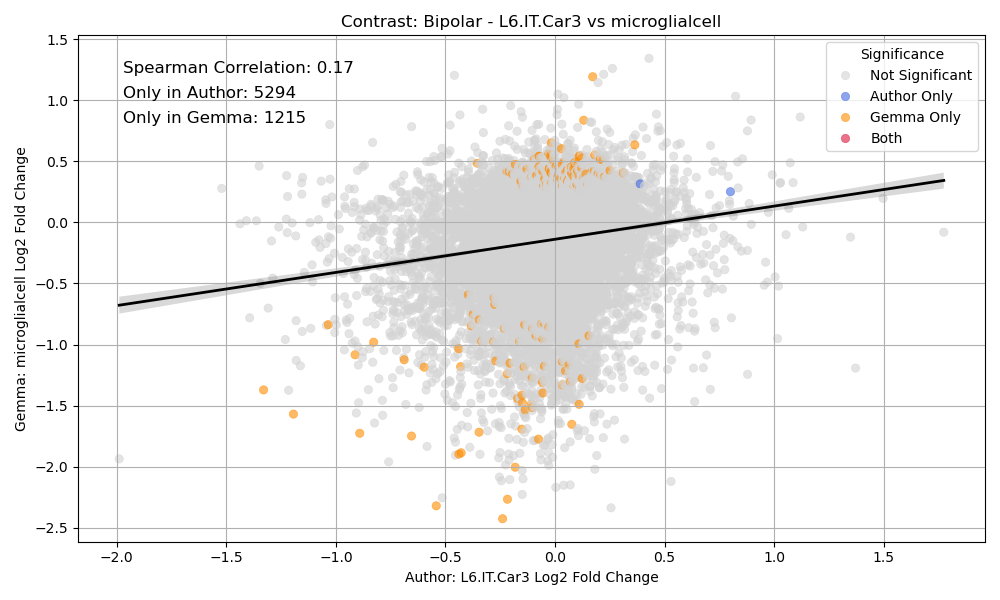 Contrast: Bipolar - L6.IT.Car3 vs microglialcell
Spearman Correlation: 0.17
Only in Author: 5294
Only in Gemma: 1215
Significance
Not Significant
Author Only
Gemma Only
Both
Gemma: microglialcell Log2 Fold Change
1.5
1.0
0.5
0.0
−0.5
−1.0
−1.5
−2.0
−2.5
−2.0
−1.5
−1.0
−0.5
0.0
0.5
1.0
1.5
Author: L6.IT.Car3 Log2 Fold Change